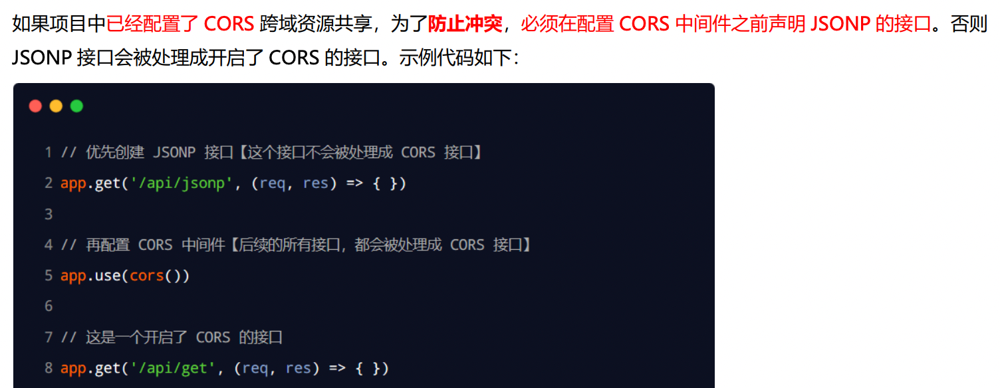 如果项目中已经配置了 CORS 跨域资源共享，为了防止冲突，必须在配置 CORS 中间件之前声明 JSONP 的接口。否则
JSONP 接口会被处理成开启了 CORS 的接口。示例代码如下：
1 // 优先创建 JSONP 接口【这个接口不会被处理成 CORS 接口】
2 app.get('/api/jsonp', (req, res) => { })
3
4 // 再配置 CORS 中间件【后续的所有接口，都会被处理成 CORS 接口】
5 app.use(cors())
6
7 // 这是一个开启了 CORS 的接口
8 app.get('/api/get', (req, res) => { })